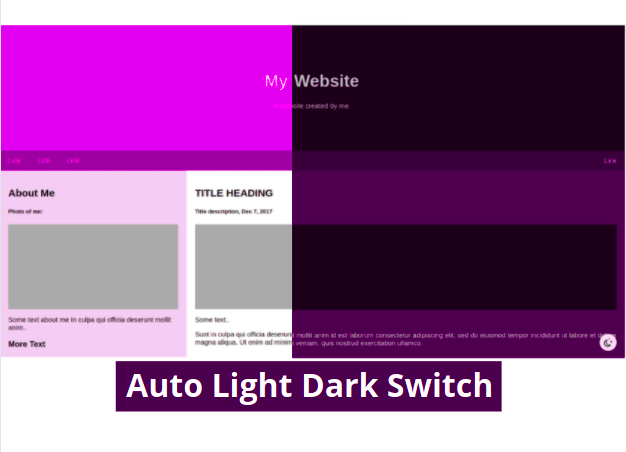 My Website
site created by me.
Link Link Link Link
About Me
Photo of me:
Some text about me in culpa qui officia deserunt mollit
anim..
More Text
TITLE HEADING
Title description, Dec 7, 2017
Some text..
Sunt in culpa qui officia deserunt mollit anim id est laborum consectetur adipiscing elit, sed do eiusmod tempor incididunt ut labore et
magna aliqua. Ut enim ad minim veniam, quis nostrud exercitation ullamco
Auto Light Dark Switch